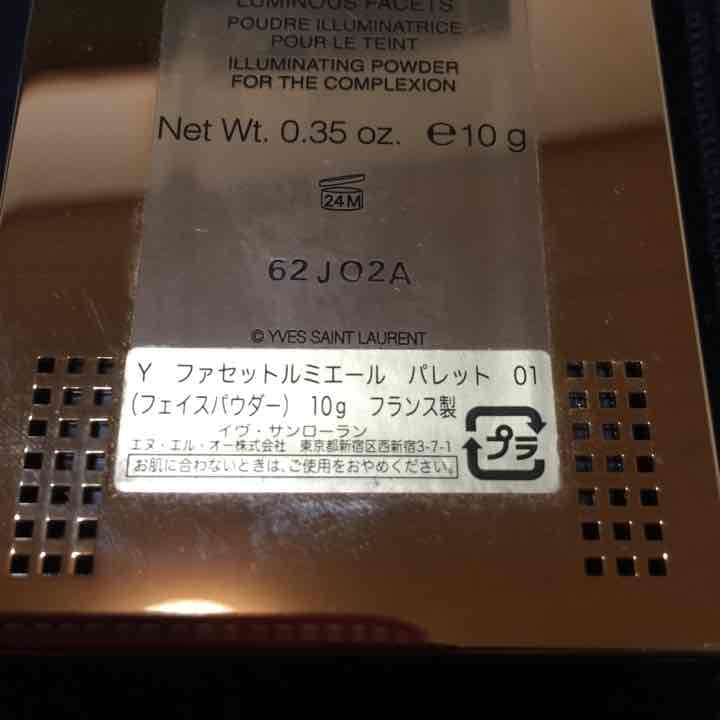 LUMINOUS FACETS
POUDRE ILLUMINATRICE
POUR LE TEINT
ILLUMINATING POWDER
FOR THE COMPLEXION
Net Wt. 0.35 oz. ℮10 g
24M
62JO2A
© YVES SAINT LAURENT
Y ファセットルミエール パレット 01
(フェイスパウダー) 10g フランス製
イヴ・サンローラン
エヌ・エル・オー株式会社 東京都新宿区西新宿3-7-1
お肌に合わないときは、ご使用をおやめください。
プラ